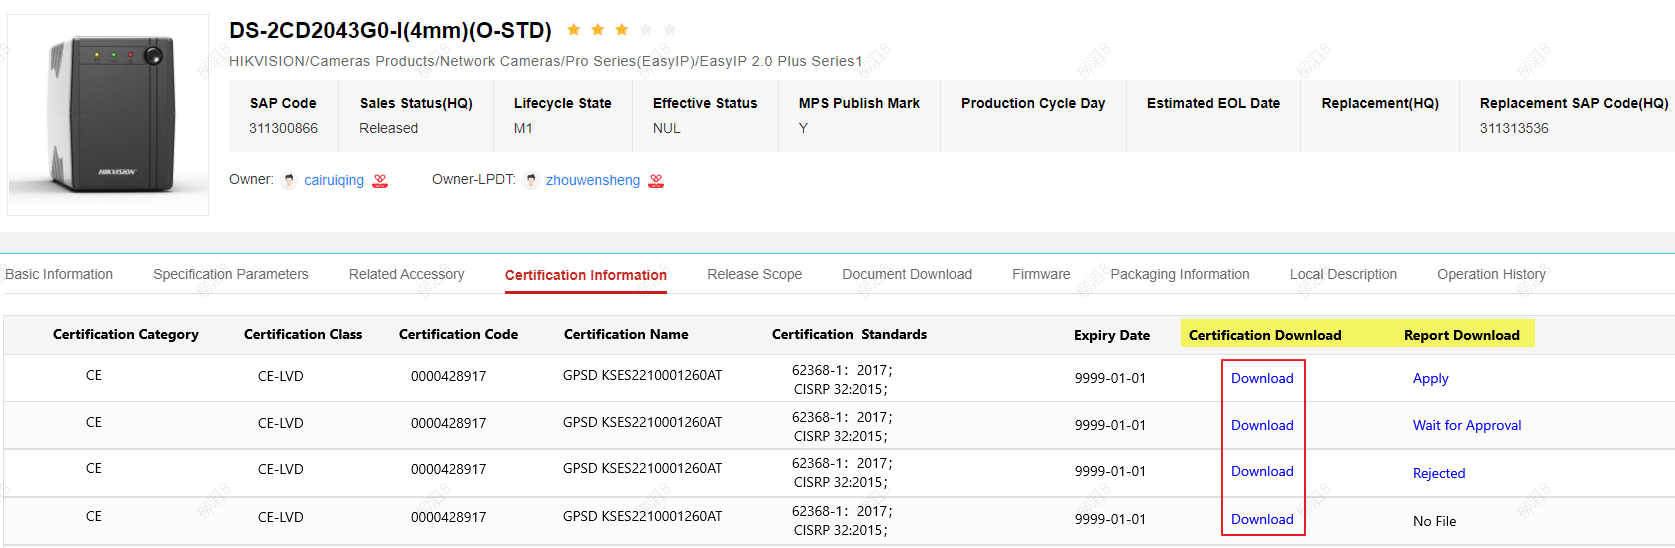 DS-2CD2043G0-I(4mm)(O-STD)
HIKVISION/Cameras Products/Network Cameras/Pro Series(EasyIP)/EasyIP 2.0 Plus Series1
SAP Code Sales Status(HQ) Lifecycle State Effective Status MPS Publish Mark Production Cycle Day Estimated EOL Date Replacement(HQ) Replacement SAP Code(HQ)
311300866 Released M1 NUL Y 311313536
HIKVISION
Owner: cairuiqing Owner-LPDT: zhouwensheng
Basic Information Specification Parameters Related Accessory Certification Information Release Scope Document Download Firmware Packaging Information Local Description Operation History
Certification Category Certification Class Certification Code Certification Name Certification Standards Expiry Date Certification Download Report Download
CE CE-LVD 0000428917 GPSD KSES2210001260AT 62368-1：2017； 9999-01-01 Download Apply
CISRP 32:2015；
CE CE-LVD 0000428917 GPSD KSES2210001260AT 62368-1：2017； 9999-01-01 Download Wait for Approval
CISRP 32:2015；
CE CE-LVD 0000428917 GPSD KSES2210001260AT 62368-1：2017； 9999-01-01 Download Rejected
CISRP 32:2015；
CE CE-LVD 0000428917 GPSD KSES2210001260AT 62368-1：2017； 9999-01-01 Download No File
CISRP 32:2015；